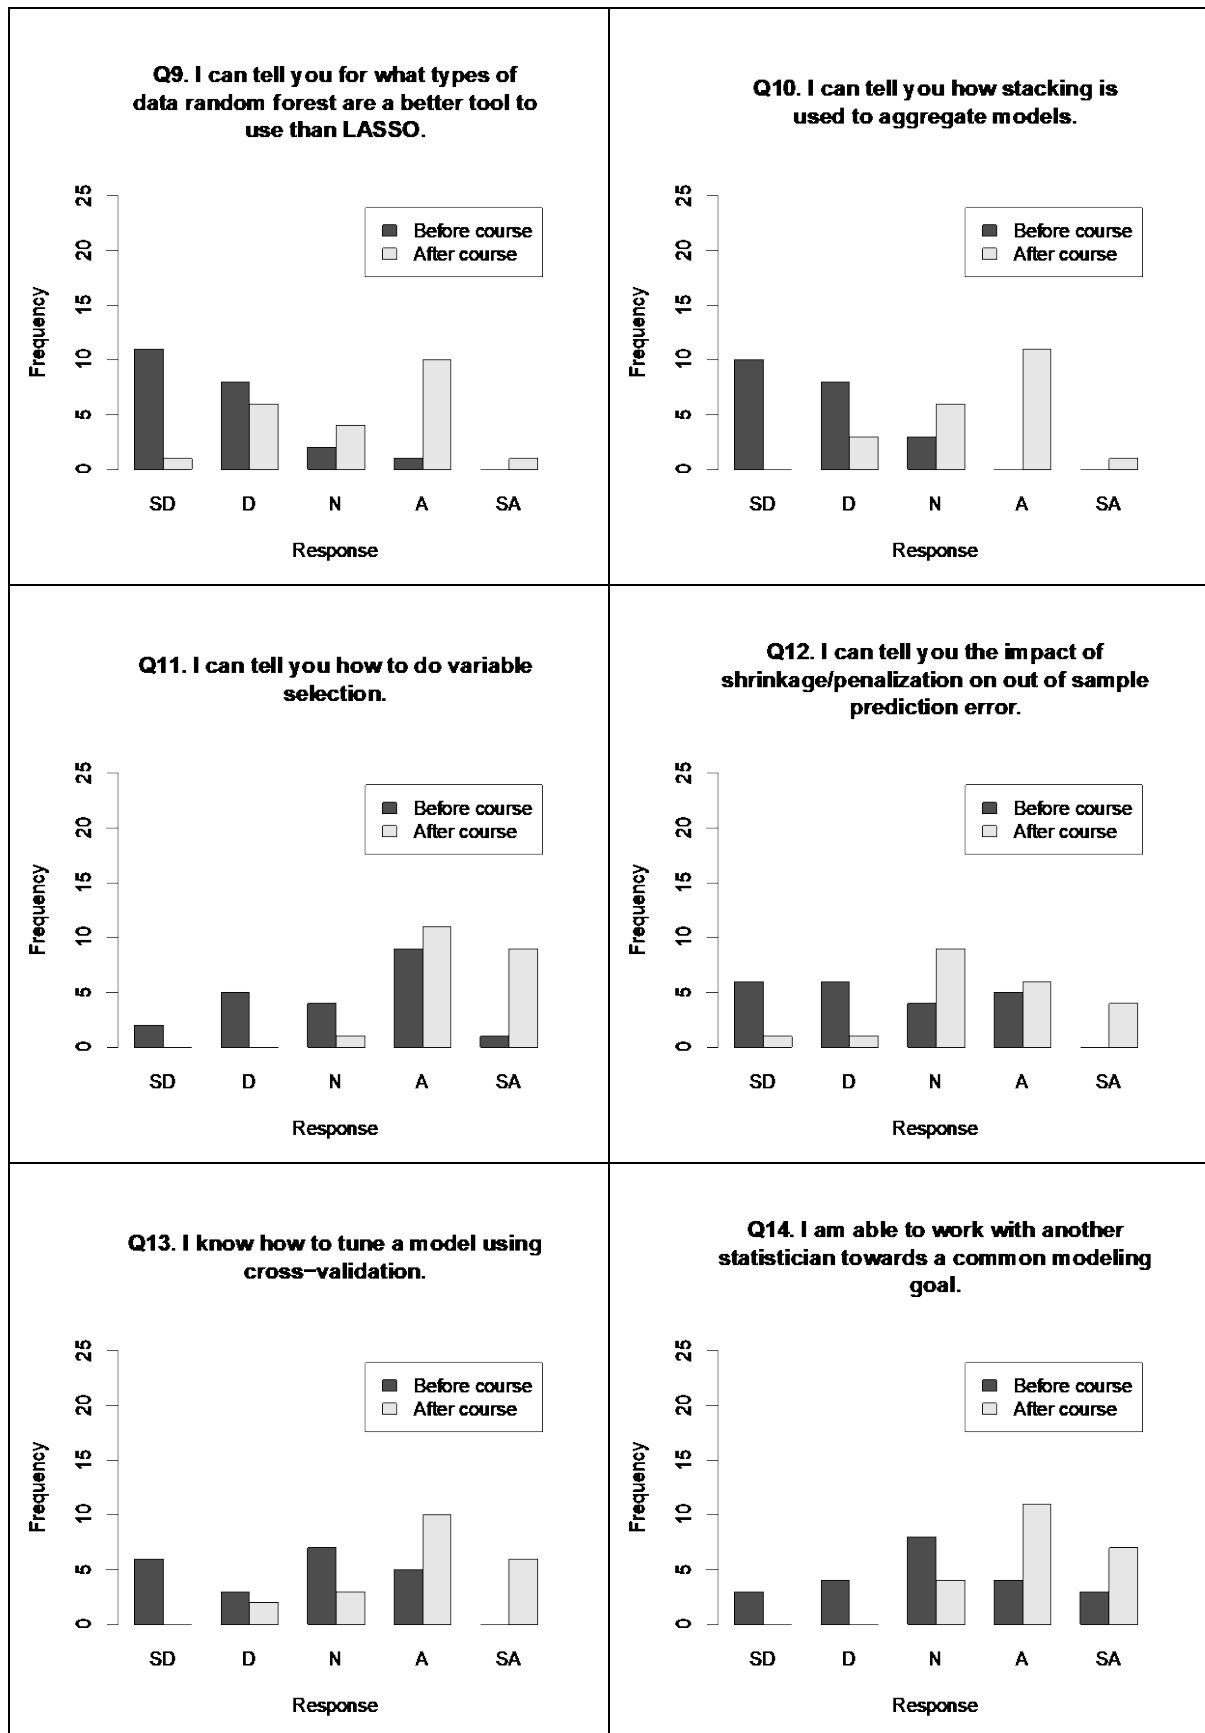 Q9. I can tell you for what types of
data random forest are a better tool to
use than LASSO.
25
20
15
10
5
0
Frequency
Before course
After course
SD D N A SA
Response
Q10. I can tell you how stacking is
used to aggregate models.
25
20
15
10
5
0
Frequency
Before course
After course
SD D N A SA
Response
Q11. I can tell you how to do variable
selection.
25
20
15
10
5
0
Frequency
Before course
After course
SD D N A SA
Response
Q12. I can tell you the impact of
shrinkage/penalization on out of sample
prediction error.
25
20
15
10
5
0
Frequency
Before course
After course
SD D N A SA
Response
Q13. I know how to tune a model using
cross−validation.
25
20
15
10
5
0
Frequency
Before course
After course
SD D N A SA
Response
Q14. I am able to work with another
statistician towards a common modeling
goal.
25
20
15
10
5
0
Frequency
Before course
After course
SD D N A SA
Response